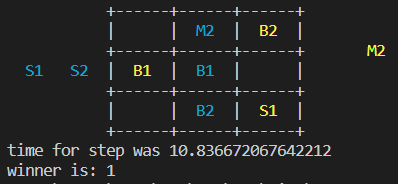 +------+------+------+
|      |  M2  |  B2  |
+------+------+------+ M2
S1 S2 |  B1  |  B1  |      |
+------+------+------+
|      |  B2  |  S1  |
+------+------+------+
time for step was 10.836672067642212
winner is: 1